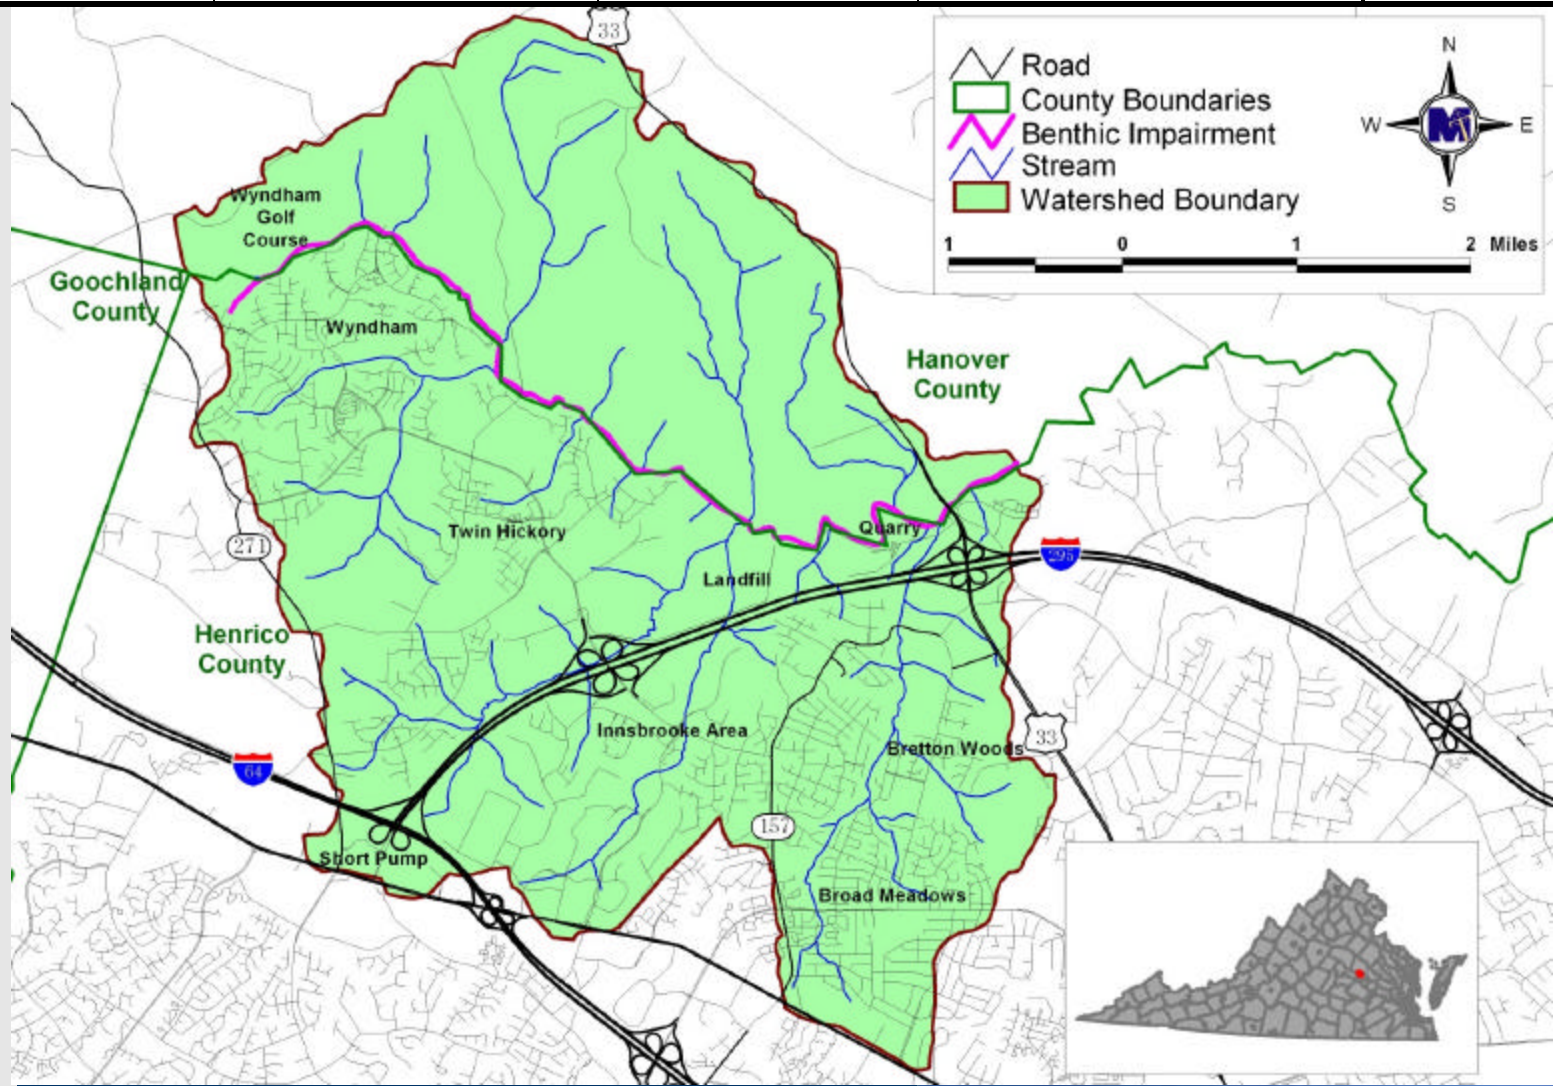 33
Road
County Boundaries
Benthic Impairment
Stream
Watershed Boundary
N
W
M
E
S
1
0
1
2 Miles
Wyndham
Golf
Course
Goochland
County
Wyndham
Hanover
County
Twin Hickory
Quarry
271
Landfill
295
Henrico
County
Innsbrooke Area
Bretton Woods
33
64
157
Short Pump
Broad Meadows